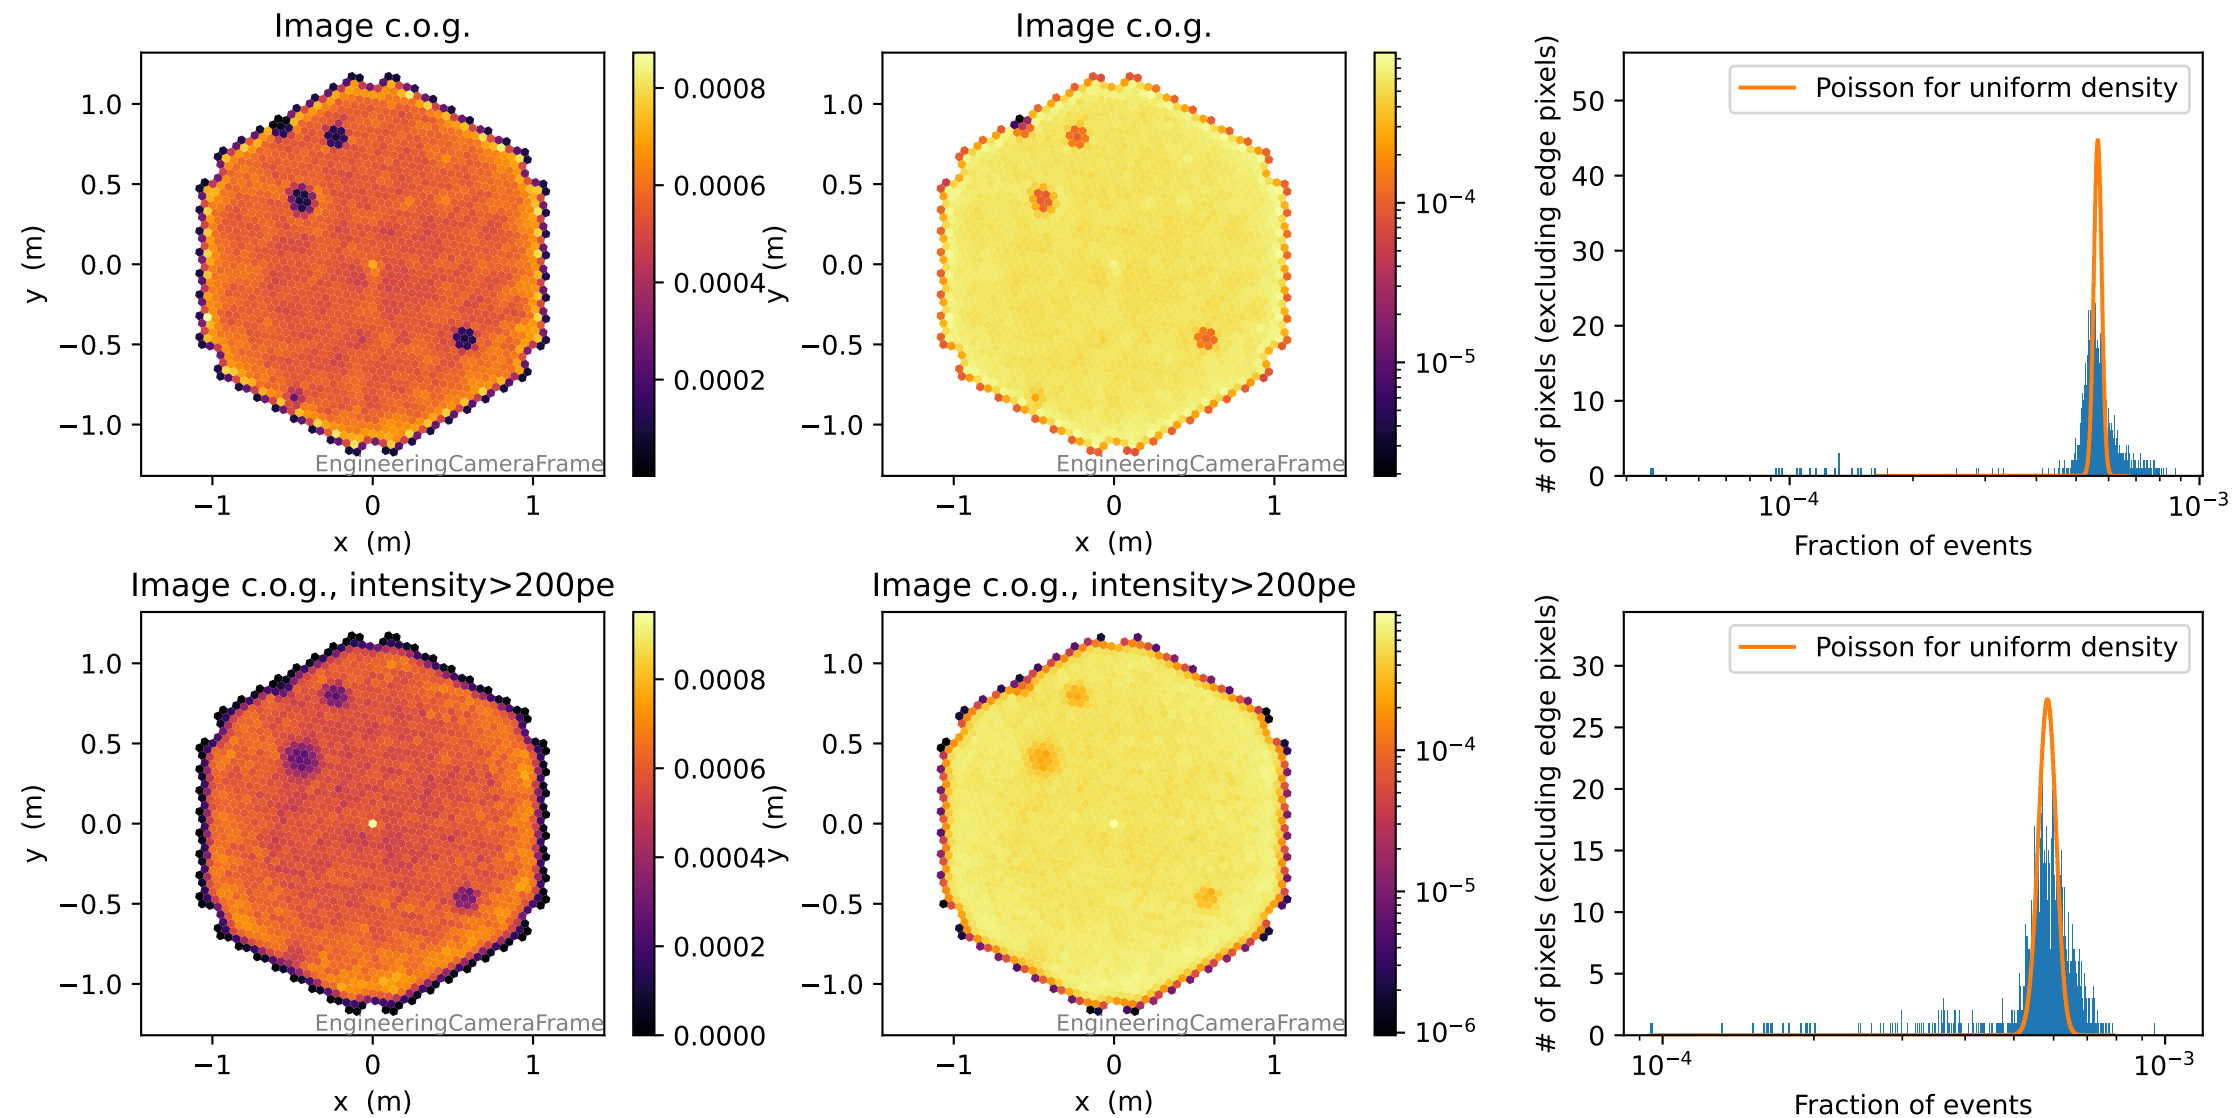 Image c.o.g.
1.0
0.5
0.0
−0.5
−1.0
y (m)
−1
0
1
x (m)
EngineeringCameraFrame
0.0008
0.0006
0.0004
0.0002
Image c.o.g.
1.0
0.5
0.0
−0.5
−1.0
y (m)
−1
0
1
x (m)
EngineeringCameraFrame
10⁻⁴
10⁻⁵
# of pixels (excluding edge pixels)
50
40
30
20
10
0
Poisson for uniform density
10⁻⁴
10⁻³
Fraction of events
Image c.o.g., intensity>200pe
1.0
0.5
0.0
−0.5
−1.0
y (m)
−1
0
1
x (m)
EngineeringCameraFrame
0.0008
0.0006
0.0004
0.0002
0.0000
Image c.o.g., intensity>200pe
1.0
0.5
0.0
−0.5
−1.0
y (m)
−1
0
1
x (m)
EngineeringCameraFrame
10⁻⁴
10⁻⁵
10⁻⁶
# of pixels (excluding edge pixels)
30
25
20
15
10
5
0
Poisson for uniform density
10⁻⁴
10⁻³
Fraction of events